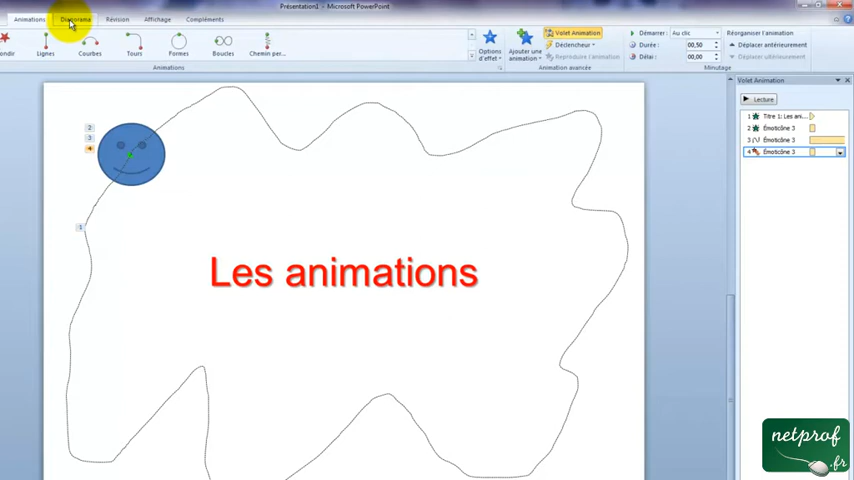 Présentation1 - Microsoft PowerPoint
Animations Diaporama Révision Affichage Compléments
ondir Lignes Courbes Tours Formes Boucles Chemin per...
Options d'effet
Ajouter une animation
Volet Animation
Déclencheur
Reproduire l'animation
Démarrer: Au clic
Durée: 00,50
Délai: 00,00
Réorganiser l'animation
Déplacer antérieurement
Déplacer ultérieurement
Animations Animation avancée Minutage
Volet Animation
Lecture
1 Titre 1: Les ani...
2 Émoticône 3
3 Émoticône 3
4 Émoticône 3
2
3
4
1
Les animations
netprof
.fr